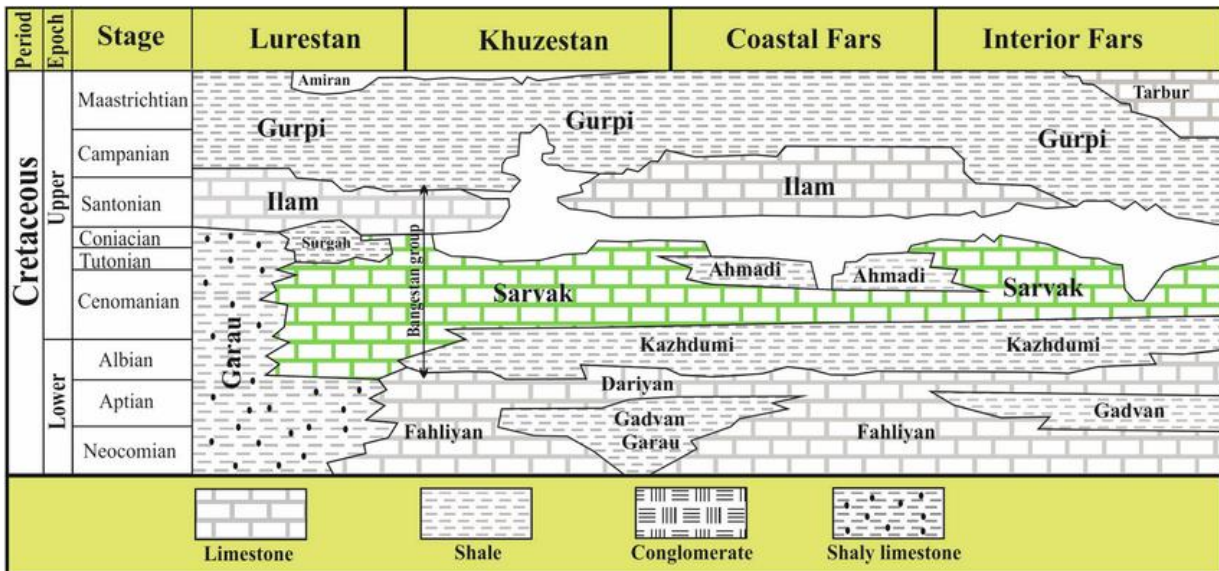 Period
Epoch
Stage
Lurestan
Khuzestan
Coastal Fars
Interior Fars
Cretaceous
Upper
Lower
Maastrichtian
Campanian
Santonian
Coniacian
Tutonian
Cenomanian
Albian
Aptian
Neocomian
Amiran
Tarbur
Gurpi
Gurpi
Gurpi
Ilam
Ilam
Surgah
Bangestan group
Ahmadi
Ahmadi
Sarvak
Sarvak
Garau
Kazhdumi
Kazhdumi
Dariyan
Gadvan
Garau
Gadvan
Fahliyan
Fahliyan
Limestone
Shale
Conglomerate
Shaly limestone